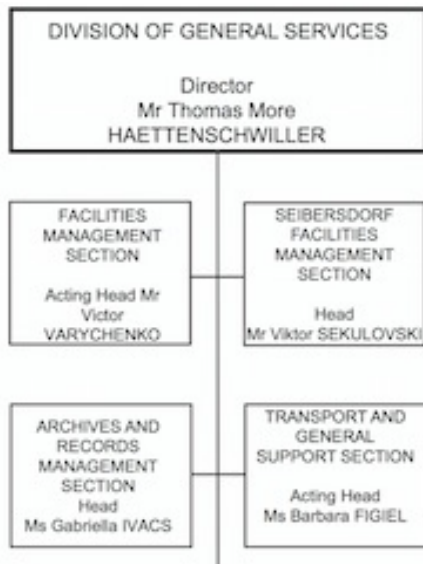 DIVISION OF GENERAL SERVICES
Director
Mr Thomas More
HAETTENSCHWILLER
FACILITIES
MANAGEMENT
SECTION
Acting Head Mr
Victor
VARYCHENKO
SEIBERSDORF
FACILITIES
MANAGEMENT
SECTION
Head
Mr Viktor SEKULOVSKI
ARCHIVES AND
RECORDS
MANAGEMENT
SECTION
Head
Ms Gabriella IVACS
TRANSPORT AND
GENERAL
SUPPORT SECTION
Acting Head
Ms Barbara FIGIEL